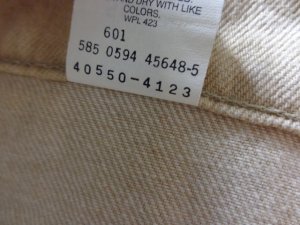 AND DRY WITH LIKE
COLORS.
WPL 423
601
585 0594 45648-5
40550-4123